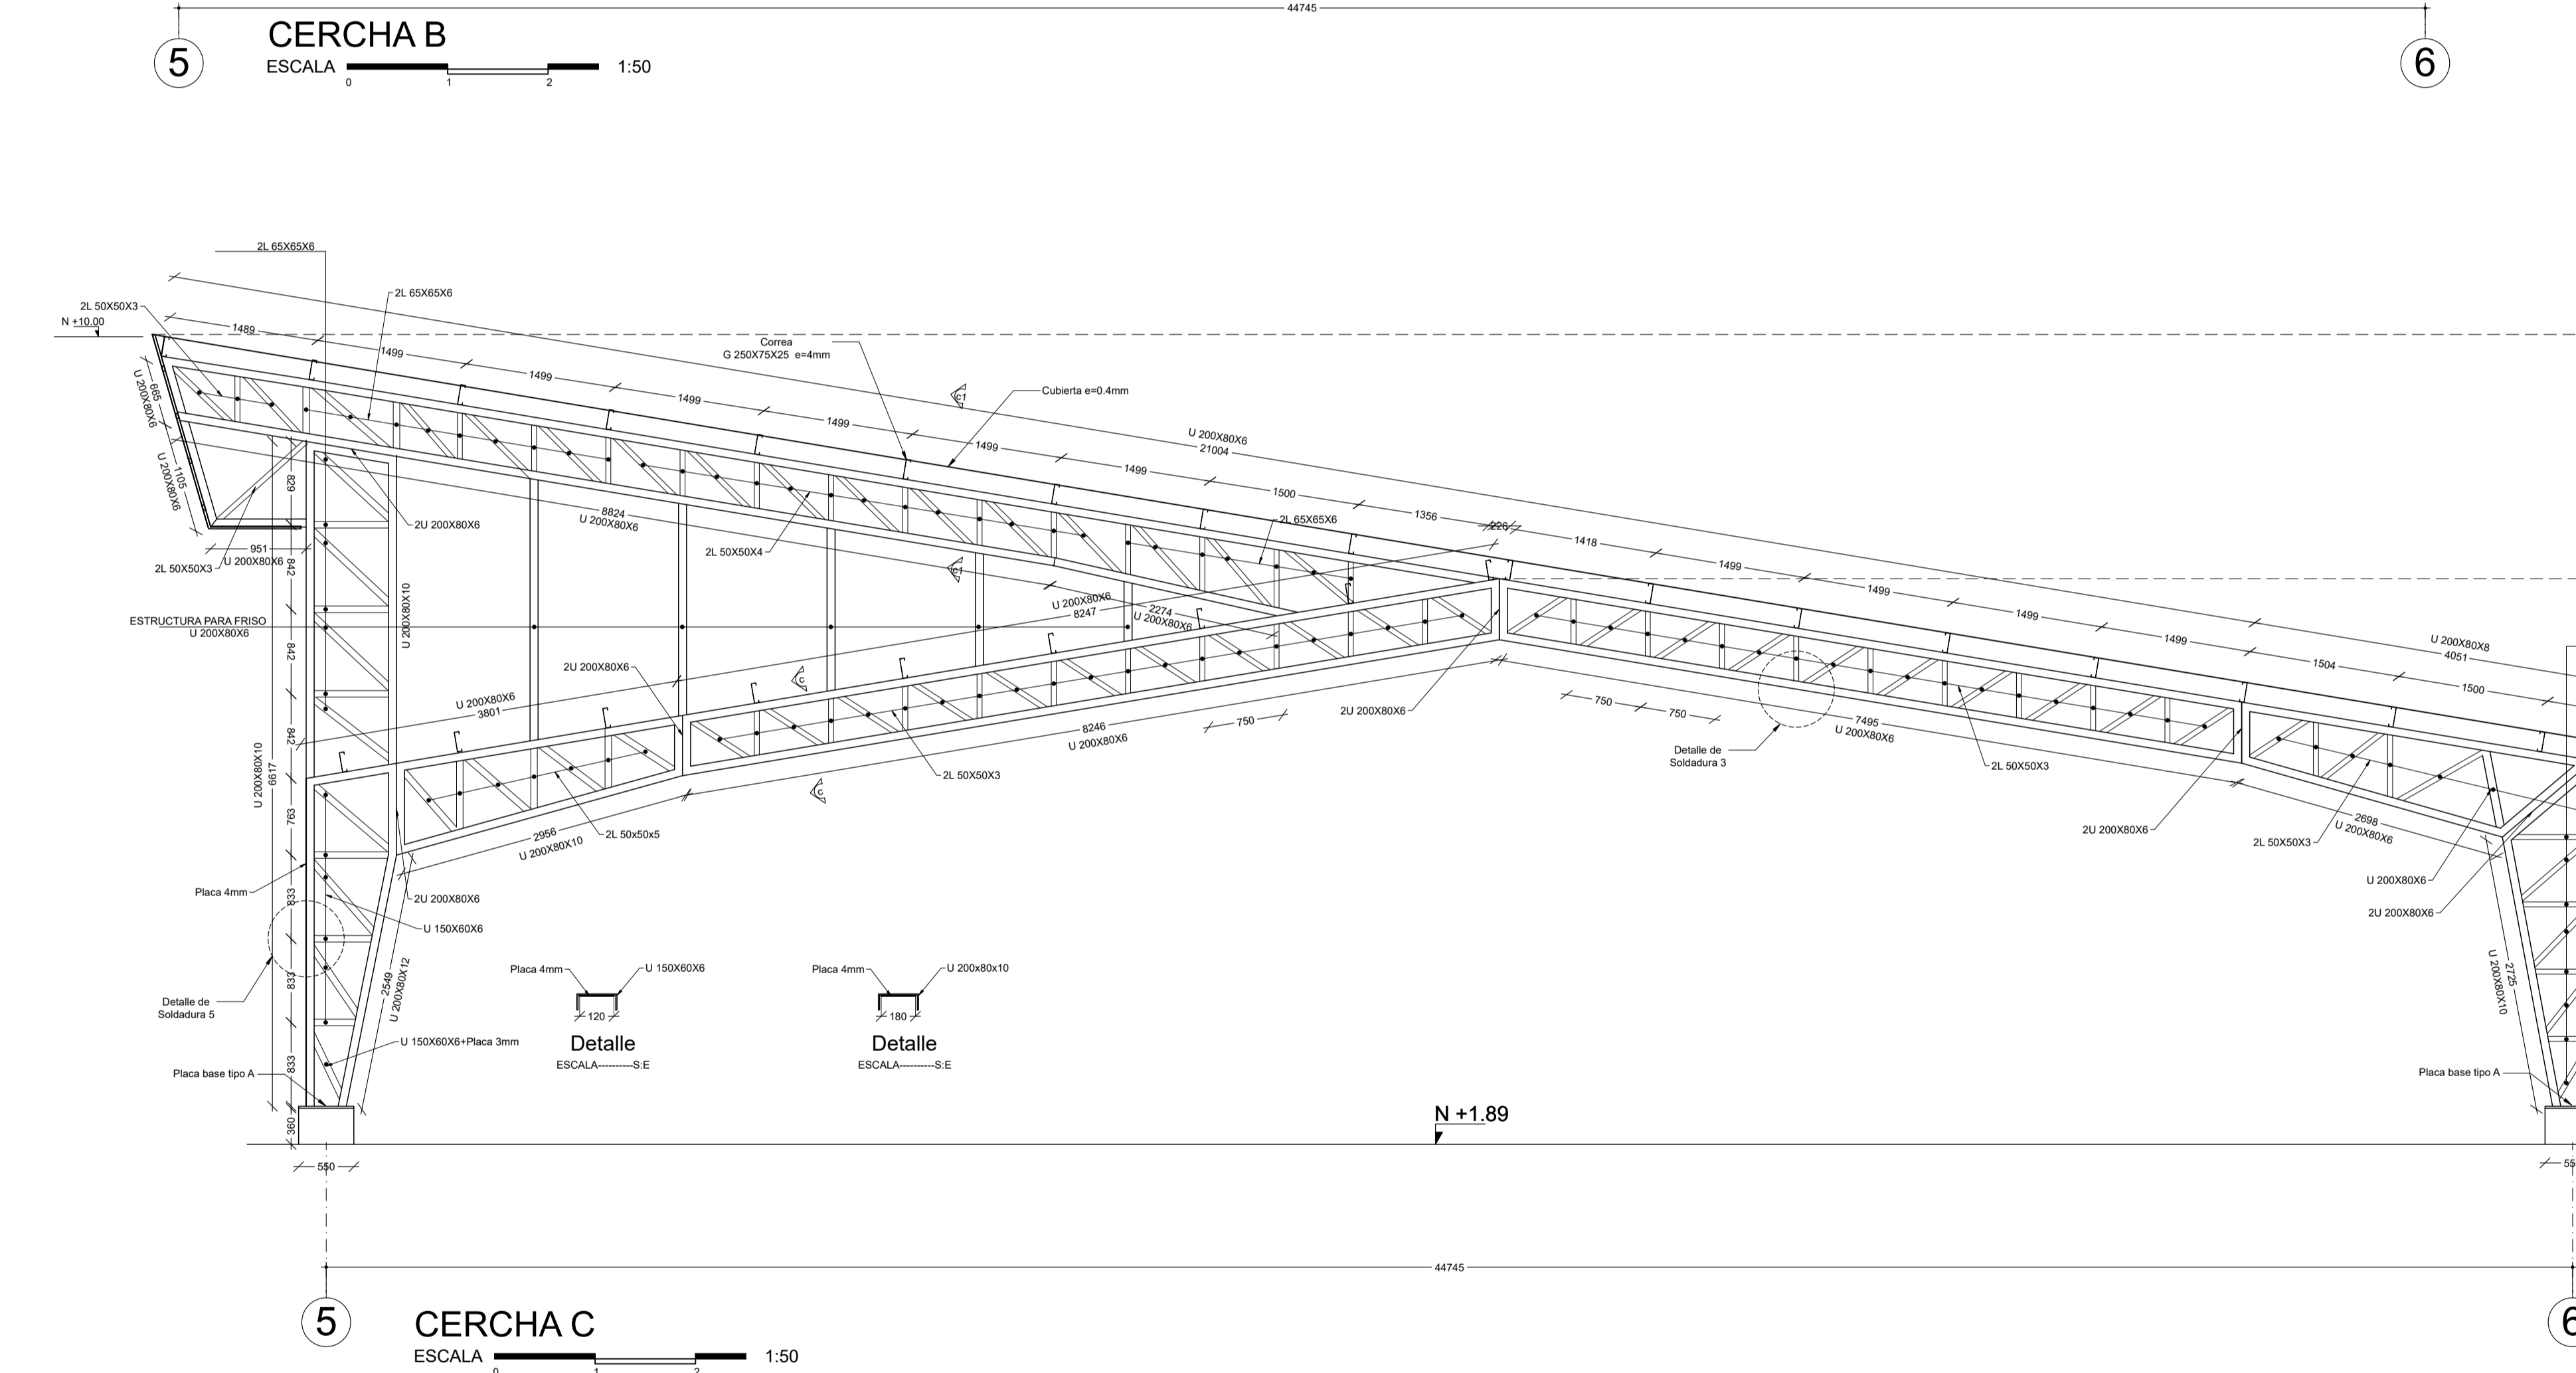 44745
5
CERCHA B
ESCALA
1:50
0
1
2
6
2L 65X65X6
2L 65X65X6
2L 50X50X3
N +10.00
1489
1499
1499
1499
1499
1499
1499
1500
1356
226
1418
1499
1499
1499
1499
1504
1500
Correa
G 250X75X25 e=4mm
Cubierta e=0.4mm
c1
U 200X80X6
21004
665
U 200X80X6
1105
U 200X80X6
829
2U 200X80X6
8824
U 200X80X6
2L 50X50X4
2L 65X65X6
951
U 200X80X6
2L 50X50X3
842
c1
U 200X80X10
U 200X80X6
8247
2274
U 200X80X6
ESTRUCTURA PARA FRISO
U 200X80X6
842
2U 200X80X6
c
U 200X80X6
3801
842
U 200X80X8
4051
2U 200X80X6
750
750
750
8246
U 200X80X6
7495
U 200X80X6
Detalle de
Soldadura 3
2L 50X50X3
2L 50X50X3
U 200X80X10
6617
c
763
2L 50x50x5
2956
U 200X80X10
2U 200X80X6
2L 50X50X3
2698
U 200X80X6
U 200X80X6
2U 200X80X6
Placa 4mm
833
2U 200X80X6
U 150X60X6
Placa 4mm
U 150X60X6
120
Detalle
ESCALA----------S:E
Placa 4mm
U 200x80x10
180
Detalle
ESCALA----------S:E
2549
U 200X80X12
833
Detalle de
Soldadura 5
2725
U 200X80X10
U 150X60X6+Placa 3mm
833
Placa base tipo A
Placa base tipo A
360
N +1.89
550
55
44745
5
6
CERCHA C
ESCALA
1:50
0
2